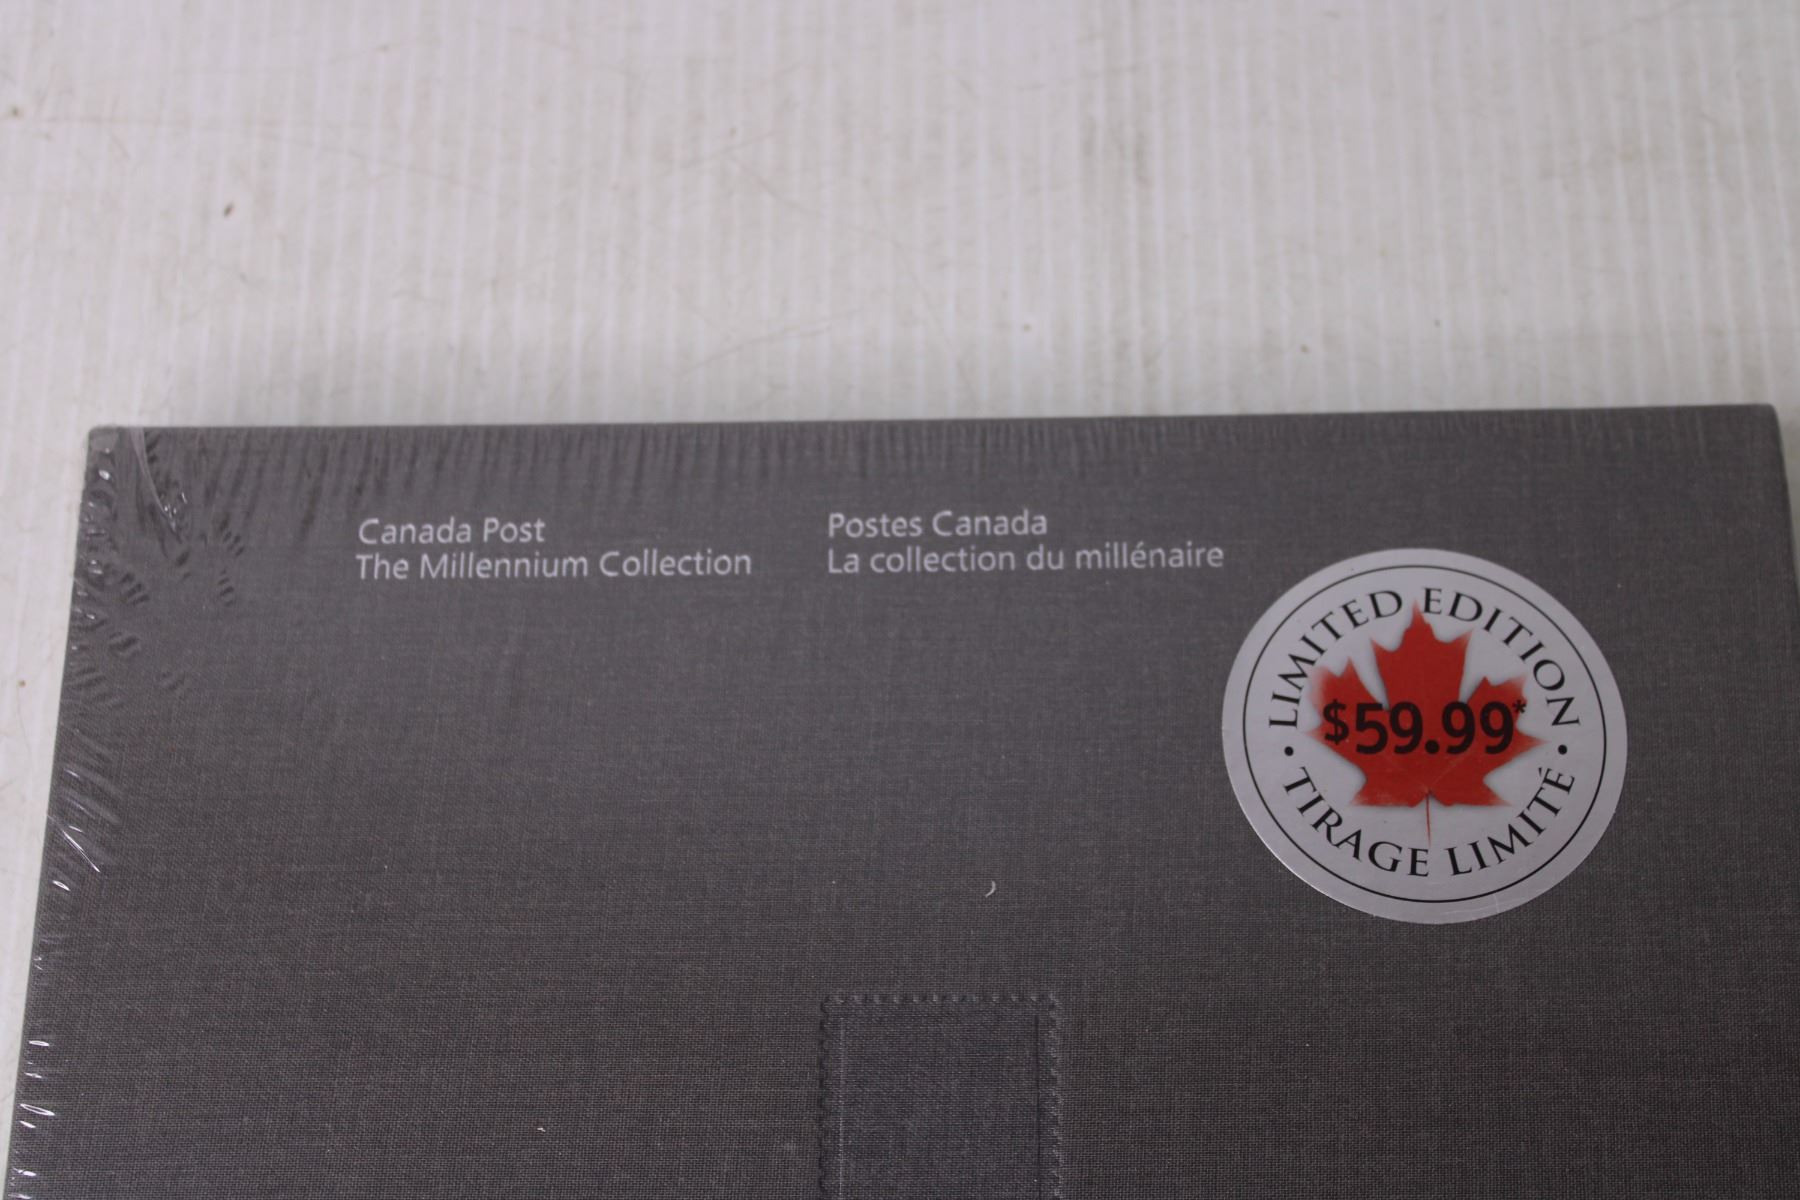 Canada Post
The Millennium Collection
Postes Canada
La collection du millénaire
LIMITED EDITION
$59.99*
• TIRAGE LIMITÉ •